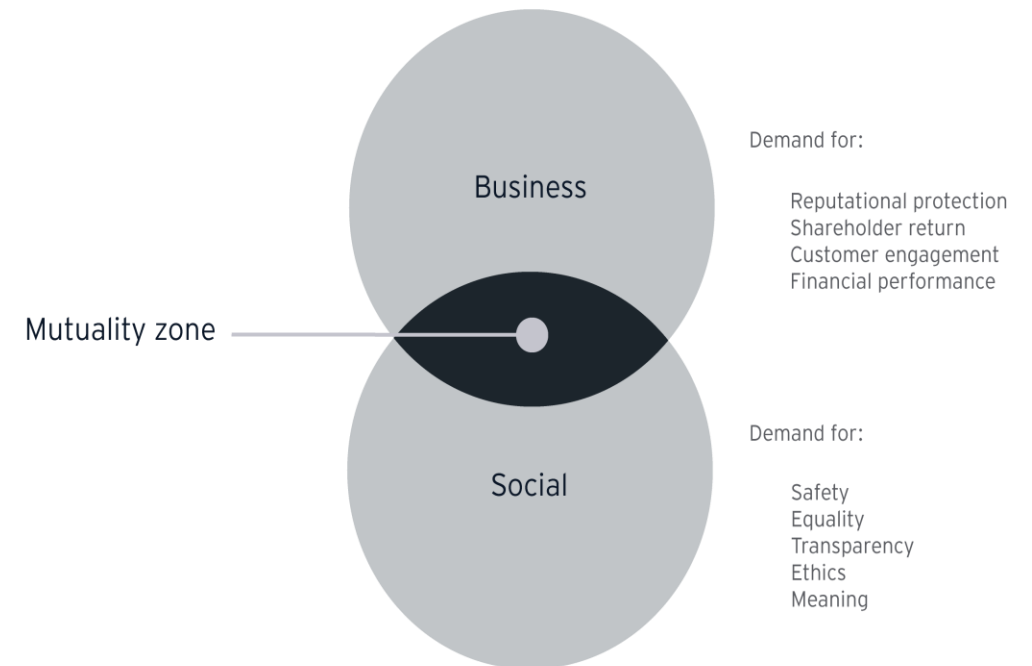 Business
Demand for:
Reputational protection
Shareholder return
Customer engagement
Financial performance
Mutuality zone
Social
Demand for:
Safety
Equality
Transparency
Ethics
Meaning